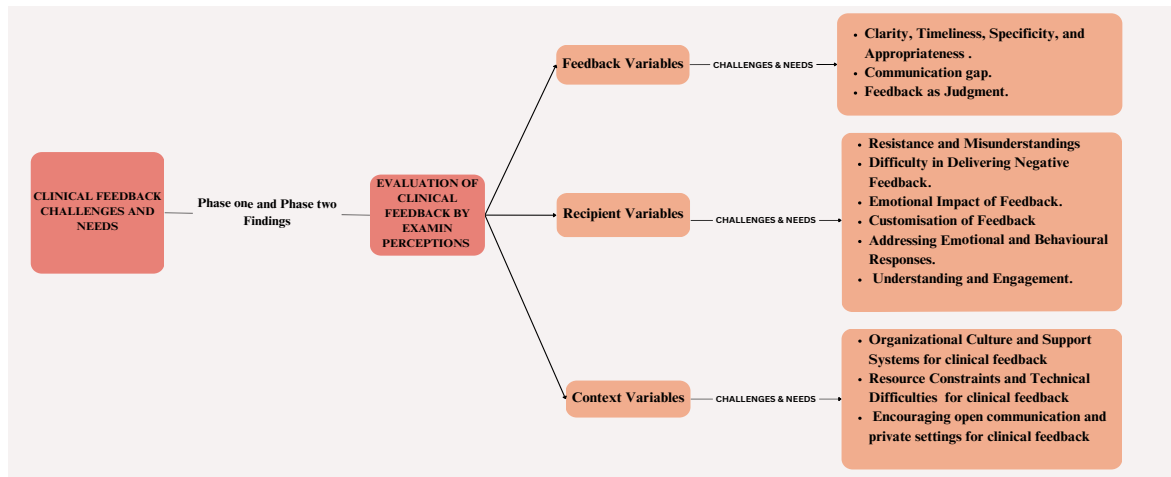 CLINICAL FEEDBACK
CHALLENGES AND
NEEDS
Phase one and Phase two
Findings
EVALUATION OF
CLINICAL
FEEDBACK BY
EXAMIN
PERCEPTIONS
Feedback Variables
CHALLENGES & NEEDS
• Clarity, Timeliness, Specificity, and
Appropriateness .
• Communication gap.
• Feedback as Judgment.
Recipient Variables
CHALLENGES & NEEDS
• Resistance and Misunderstandings
• Difficulty in Delivering Negative
Feedback.
• Emotional Impact of Feedback.
• Customisation of Feedback
• Addressing Emotional and Behavioural
Responses.
• Understanding and Engagement.
Context Variables
CHALLENGES & NEEDS
• Organizational Culture and Support
Systems for clinical feedback
• Resource Constraints and Technical
Difficulties for clinical feedback
• Encouraging open communication and
private settings for clinical feedback